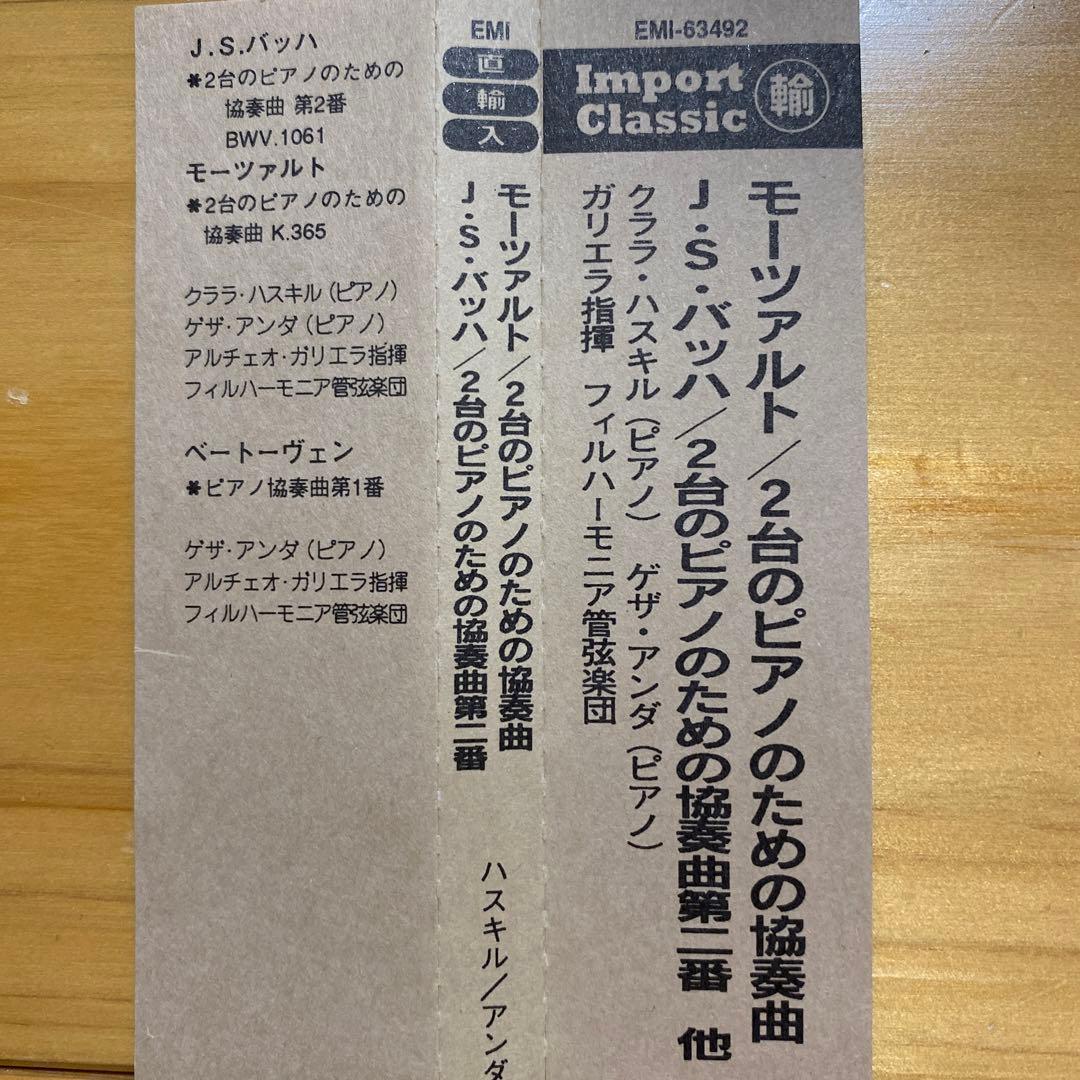 J.S.バッハ
*2台のピアノのための
協奏曲 第2番
BWV.1061
モーツァルト
*2台のピアノのための
協奏曲 K.365
クララ・ハスキル(ピアノ)
ゲザ・アンダ(ピアノ)
アルチェオ・ガリエラ指揮
フィルハーモニア管弦楽団
ベートーヴェン
*ピアノ協奏曲第1番
ゲザ・アンダ(ピアノ)
アルチェオ・ガリエラ指揮
フィルハーモニア管弦楽団
EMI
直
輸
入
モーツァルト/2台のピアノのための協奏曲
J・S・バッハ/2台のピアノのための協奏曲第二番
ハスキル/アンダ
EMI-63492
Import
Classic
輸
モーツァルト/2台のピアノのための協奏曲
J・S・バッハ/2台のピアノのための協奏曲第二番 他
クララ・ハスキル(ピアノ) ゲザ・アンダ(ピアノ)
ガリエラ指揮 フィルハーモニア管弦楽団